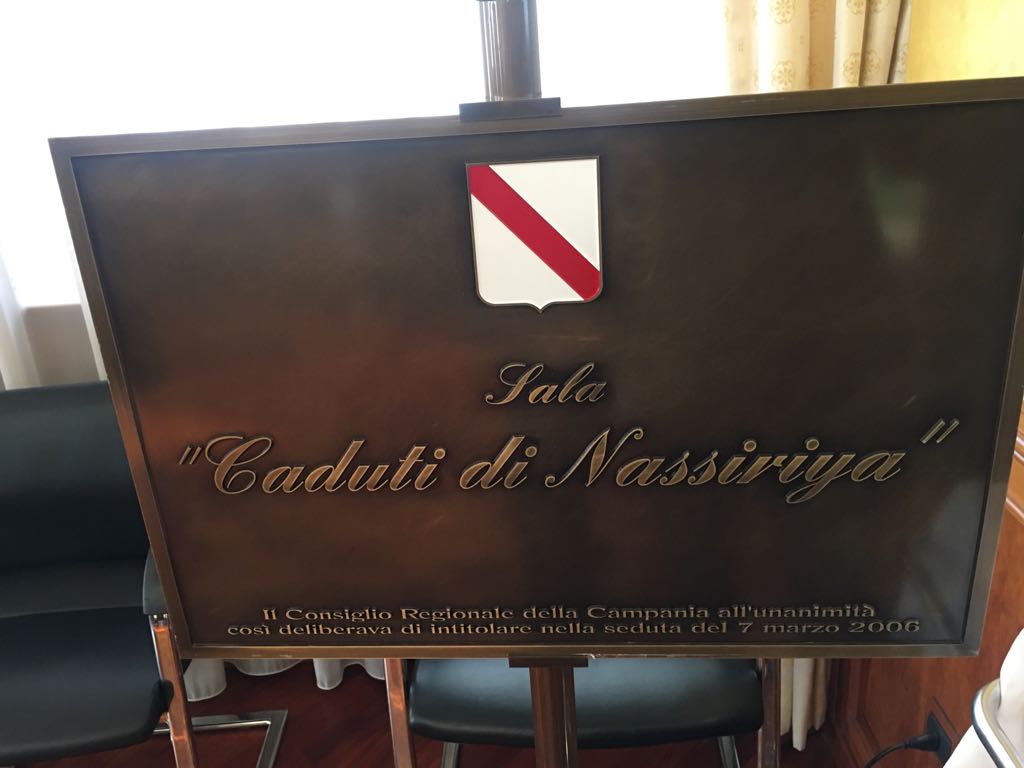 Sala
"Caduti di Nassiriya"
Il Consiglio Regionale della Campania all'unanimità
così deliberava di intitolare nella seduta del 7 marzo 2006